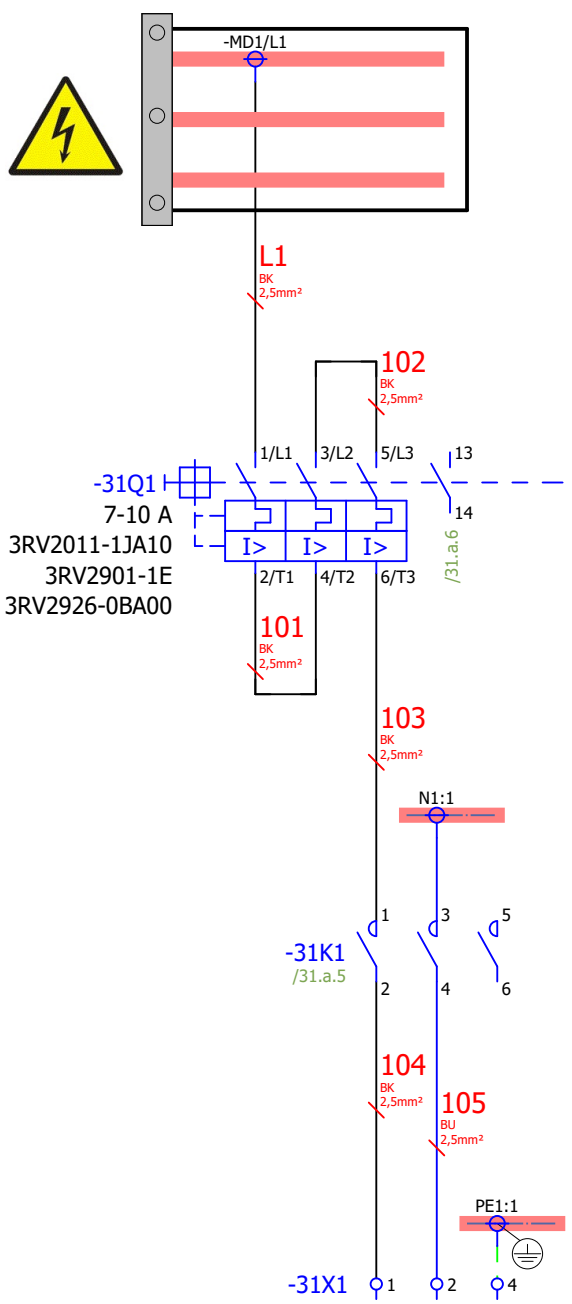 -MD1/L1
L1
BK
2,5mm²
102
BK
2,5mm²
1/L1
3/L2
5/L3
13
-31Q1
14
7-10 A
3RV2011-1JA10
I>
I>
I>
/31.a.6
3RV2901-1E
2/T1
4/T2
6/T3
3RV2926-0BA00
101
BK
2,5mm²
103
BK
2,5mm²
N1:1
1
3
5
-31K1
/31.a.5
2
4
6
104
BK
2,5mm²
105
BU
2,5mm²
PE1:1
-31X1
1
2
4